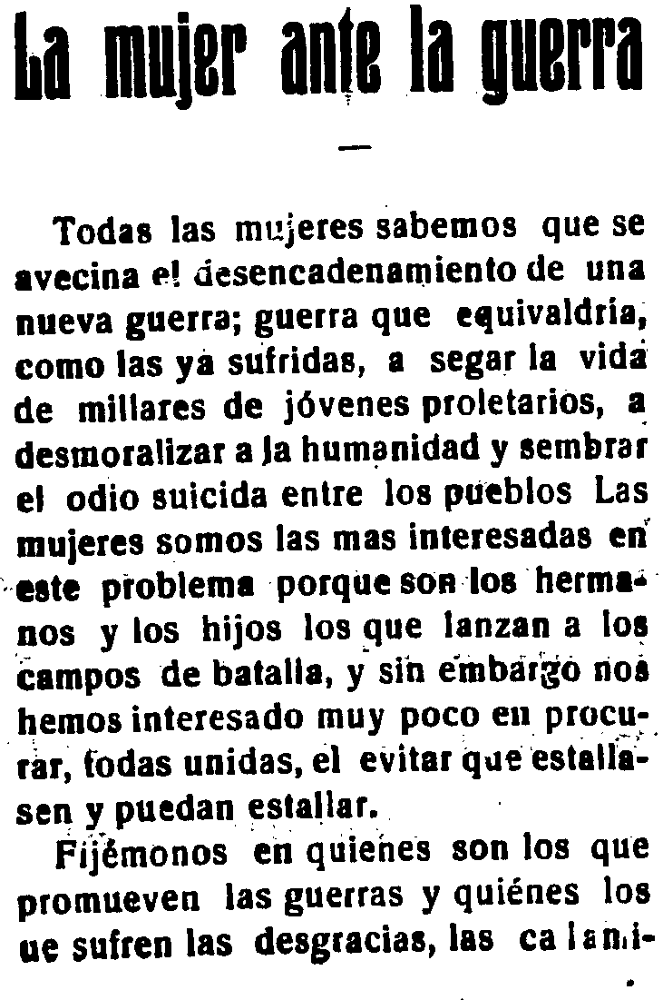 La mujer ante la guerra
Todas las mujeres sabemos que se
avecina el desencadenamiento de una
nueva guerra; guerra que equivaldría,
como las ya sufridas, a segar la vida
de millares de jóvenes proletarios, a
desmoralizar a la humanidad y sembrar
el odio suicida entre los pueblos Las
mujeres somos las mas interesadas en
este problema porque son los herma-
nos y los hijos los que lanzan a los
campos de batalla, y sin embargo nos
hemos interesado muy poco en procu-
rar, todas unidas, el evitar que estalla-
sen y puedan estallar.
Fijémonos en quienes son los que
promueven las guerras y quiénes los
ue sufren las desgracias, las calami-